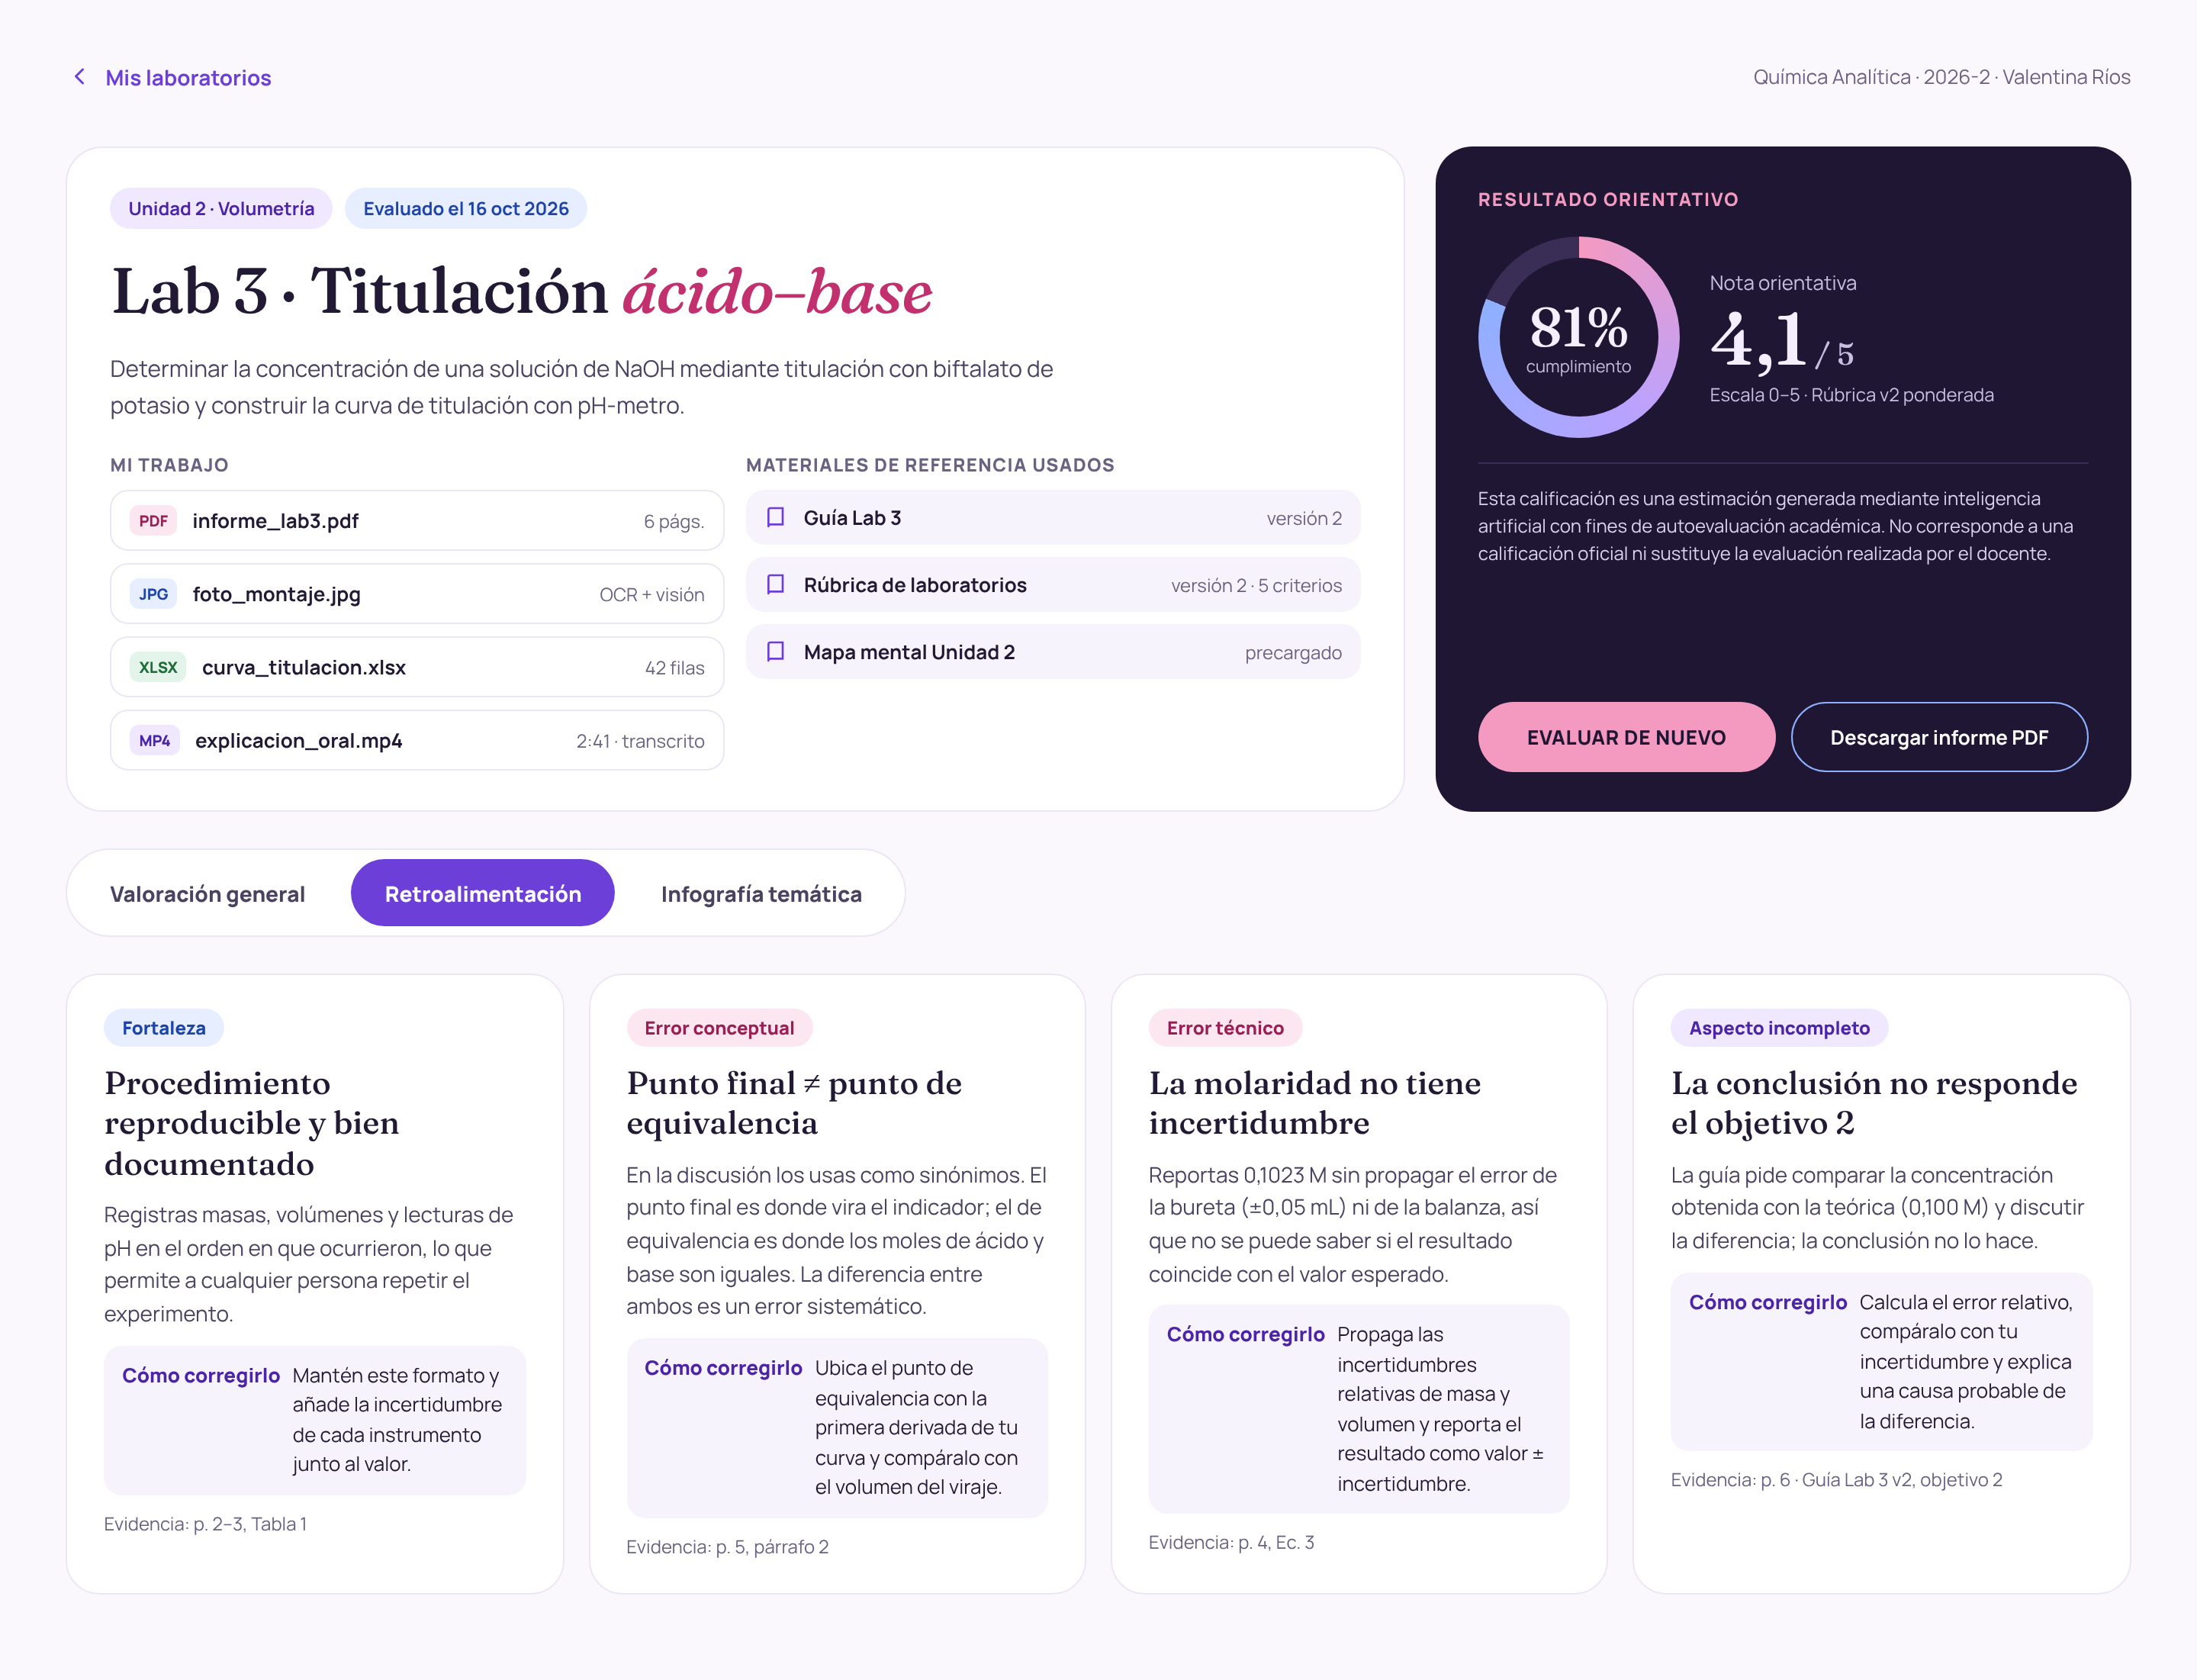 Mis laboratorios
Química Analítica · 2026-2 · Valentina Ríos
Unidad 2 · Volumetría
Evaluado el 16 oct 2026
Lab 3 · Titulación ácido–base
Determinar la concentración de una solución de NaOH mediante titulación con biftalato de
potasio y construir la curva de titulación con pH-metro.
MI TRABAJO
PDF informe_lab3.pdf 6 págs.
JPG foto_montaje.jpg OCR + visión
XLSX curva_titulacion.xlsx 42 filas
MP4 explicacion_oral.mp4 2:41 · transcrito
MATERIALES DE REFERENCIA USADOS
Guía Lab 3 versión 2
Rúbrica de laboratorios versión 2 · 5 criterios
Mapa mental Unidad 2 precargado
RESULTADO ORIENTATIVO
81%
cumplimiento
Nota orientativa
4,1 / 5
Escala 0–5 · Rúbrica v2 ponderada
Esta calificación es una estimación generada mediante inteligencia
artificial con fines de autoevaluación académica. No corresponde a una
calificación oficial ni sustituye la evaluación realizada por el docente.
EVALUAR DE NUEVO
Descargar informe PDF
Valoración general
Retroalimentación
Infografía temática
Fortaleza
Procedimiento
reproducible y bien
documentado
Registras masas, volúmenes y lecturas de
pH en el orden en que ocurrieron, lo que
permite a cualquier persona repetir el
experimento.
Cómo corregirlo Mantén este formato y
añade la incertidumbre
de cada instrumento
junto al valor.
Evidencia: p. 2–3, Tabla 1
Error conceptual
Punto final ≠ punto de
equivalencia
En la discusión los usas como sinónimos. El
punto final es donde vira el indicador; el de
equivalencia es donde los moles de ácido y
base son iguales. La diferencia entre
ambos es un error sistemático.
Cómo corregirlo Ubica el punto de
equivalencia con la
primera derivada de tu
curva y compáralo con
el volumen del viraje.
Evidencia: p. 5, párrafo 2
Error técnico
La molaridad no tiene
incertidumbre
Reportas 0,1023 M sin propagar el error de
la bureta (±0,05 mL) ni de la balanza, así
que no se puede saber si el resultado
coincide con el valor esperado.
Cómo corregirlo Propaga las
incertidumbres
relativas de masa y
volumen y reporta el
resultado como valor ±
incertidumbre.
Evidencia: p. 4, Ec. 3
Aspecto incompleto
La conclusión no responde
el objetivo 2
La guía pide comparar la concentración
obtenida con la teórica (0,100 M) y discutir
la diferencia; la conclusión no lo hace.
Cómo corregirlo Calcula el error relativo,
compáralo con tu
incertidumbre y explica
una causa probable de
la diferencia.
Evidencia: p. 6 · Guía Lab 3 v2, objetivo 2